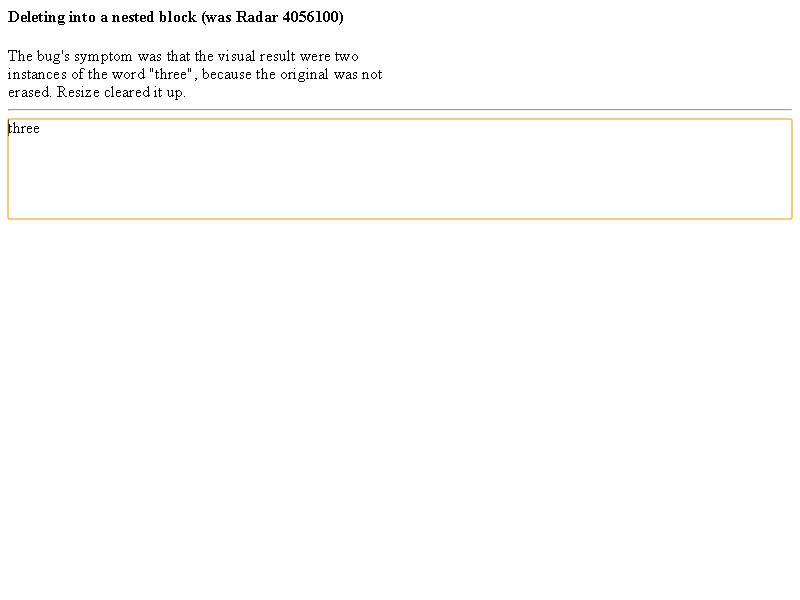 Deleting into a nested block (was Radar 4056100)
The bug's symptom was that the visual result were two
instances of the word "three", because the original was not
erased. Resize cleared it up.
three